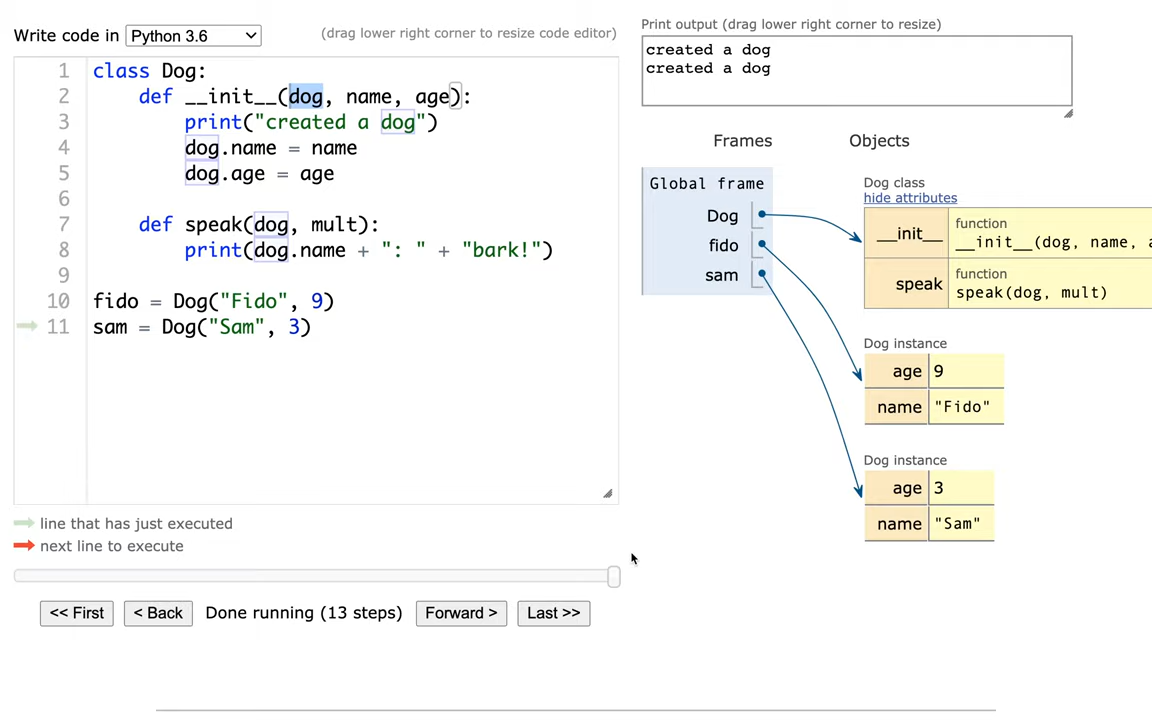 Write code in Python 3.6 (drag lower right corner to resize code editor)
1 class Dog:
2 def __init__(dog, name, age):
3 print("created a dog")
4 dog.name = name
5 dog.age = age
6
7 def speak(dog, mult):
8 print(dog.name + ": " + "bark!")
9
10 fido = Dog("Fido", 9)
11 sam = Dog("Sam", 3)
line that has just executed
next line to execute
<< First < Back Done running (13 steps) Forward > Last >>
Print output (drag lower right corner to resize)
created a dog
created a dog
Frames Objects
Global frame
Dog
fido
sam
Dog class
hide attributes
__init__ function
__init__(dog, name, a
speak function
speak(dog, mult)
Dog instance
age 9
name "Fido"
Dog instance
age 3
name "Sam"